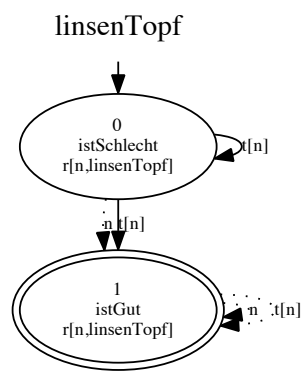 linsenTopf
0
istSchlecht
r[n,linsenTopf]
t[n]
n t[n]
1
istGut
r[n,linsenTopf]
n t[n]